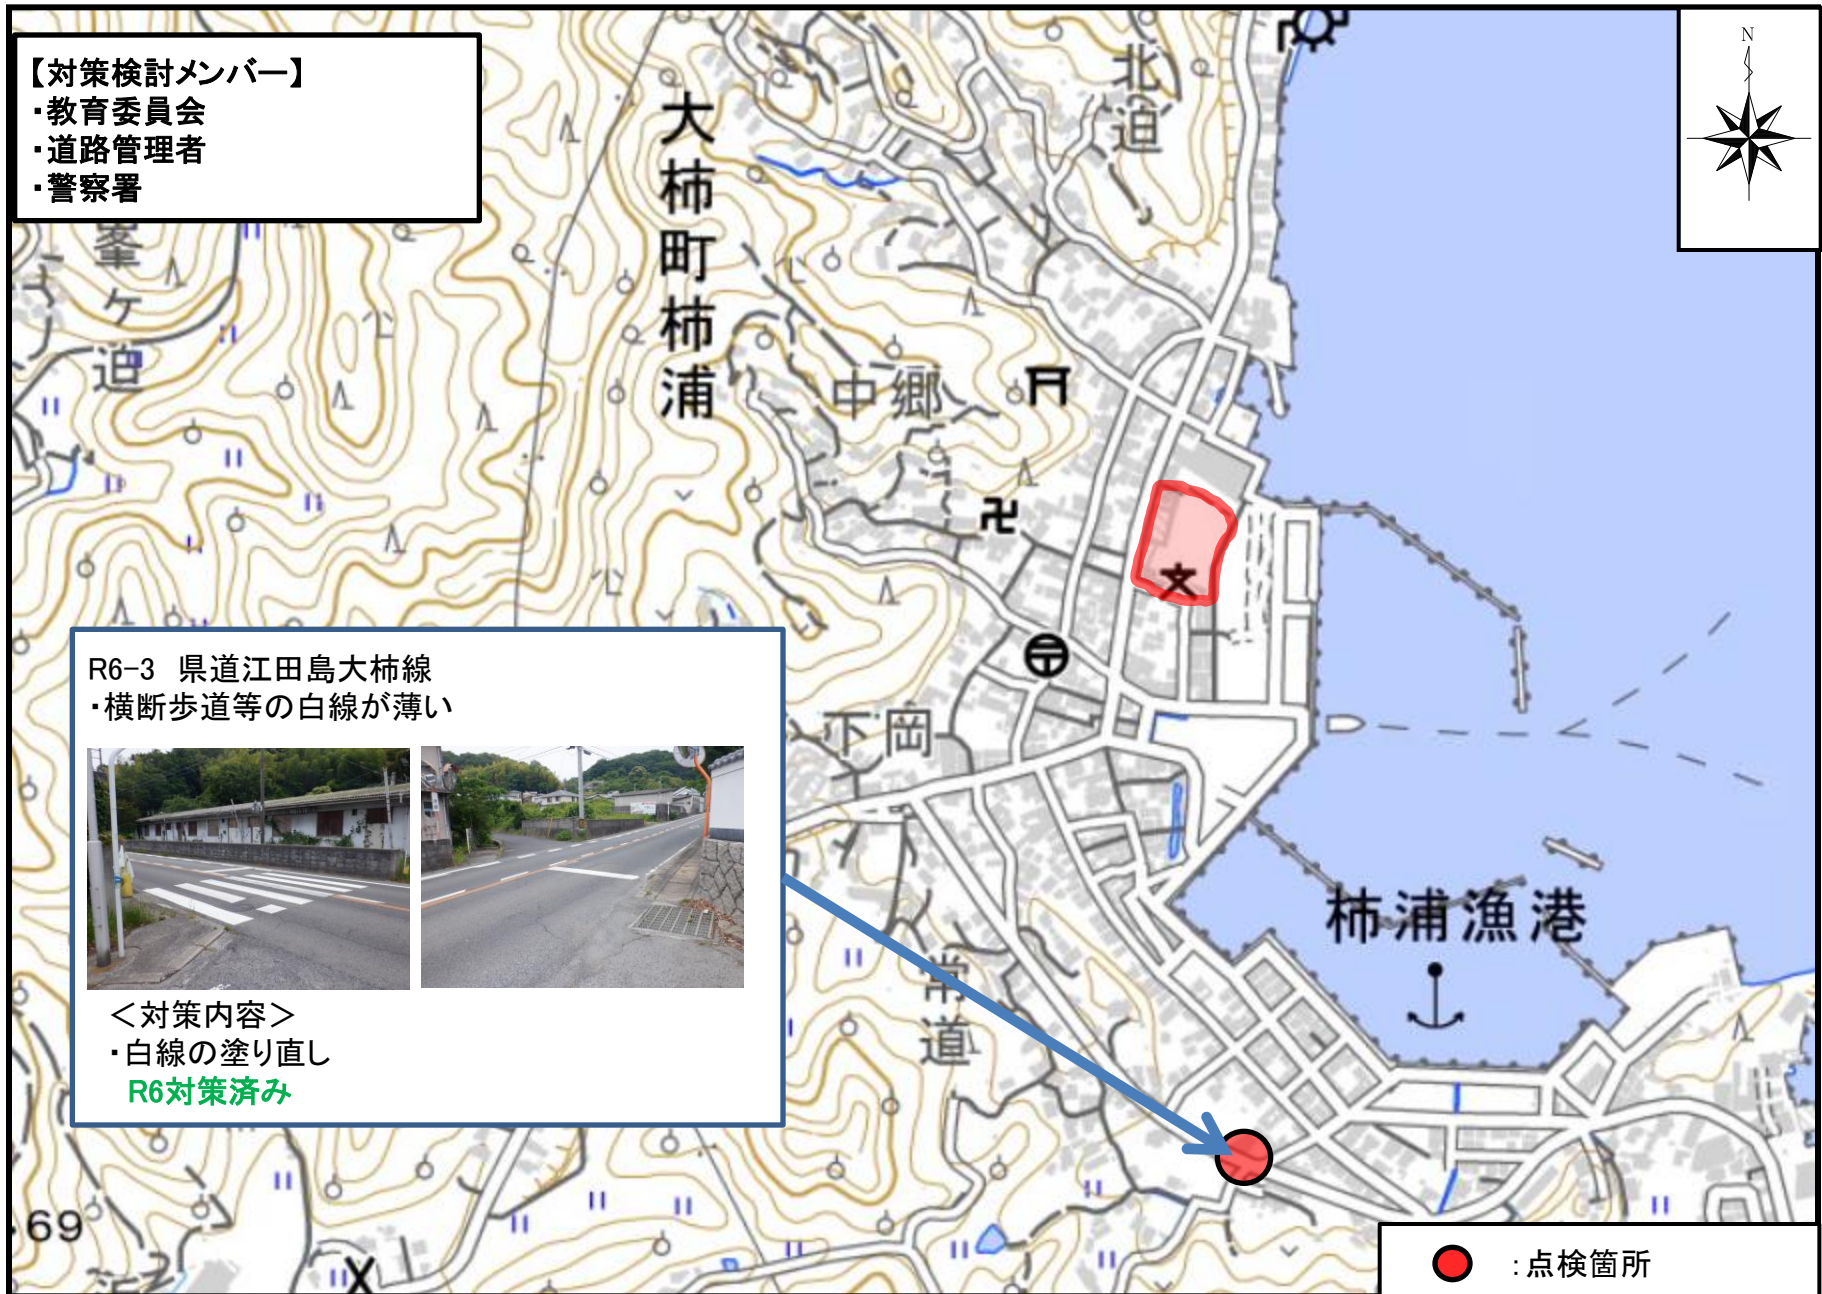 【対策検討メンバー】
・教育委員会
・道路管理者
・警察署
N
北迫
大柿町柿浦
峯ヶ迫
中郷
下岡
R6-3　県道江田島大柿線
・横断歩道等の白線が薄い
＜対策内容＞
・白線の塗り直し
R6対策済み
柿浦漁港
常道
69
：点検箇所